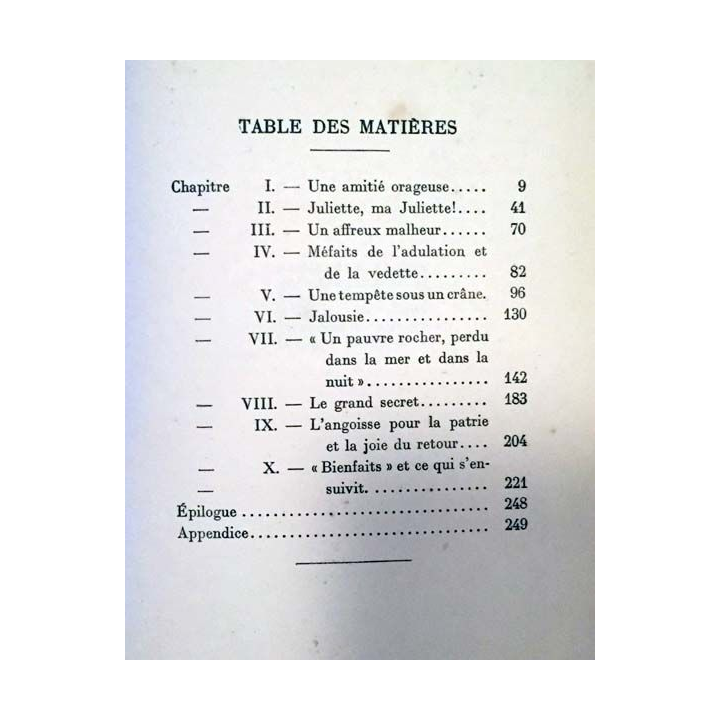 TABLE DES MATIÈRES
Chapitre I. — Une amitié orageuse..... 9
— II. — Juliette, ma Juliette!.... 41
— III. — Un affreux malheur...... 70
— IV. — Méfaits de l'adulation et
de la vedette......... 82
— V. — Une tempête sous un crâne. 96
— VI. — Jalousie................ 130
— VII. — « Un pauvre rocher, perdu
dans la mer et dans la
nuit »................ 142
— VIII. — Le grand secret......... 183
— IX. — L'angoisse pour la patrie
et la joie du retour.... 204
— X. — « Bienfaits » et ce qui s'en-
— suivit. ............... 221
Épilogue ................................ 248
Appendice............................... 249